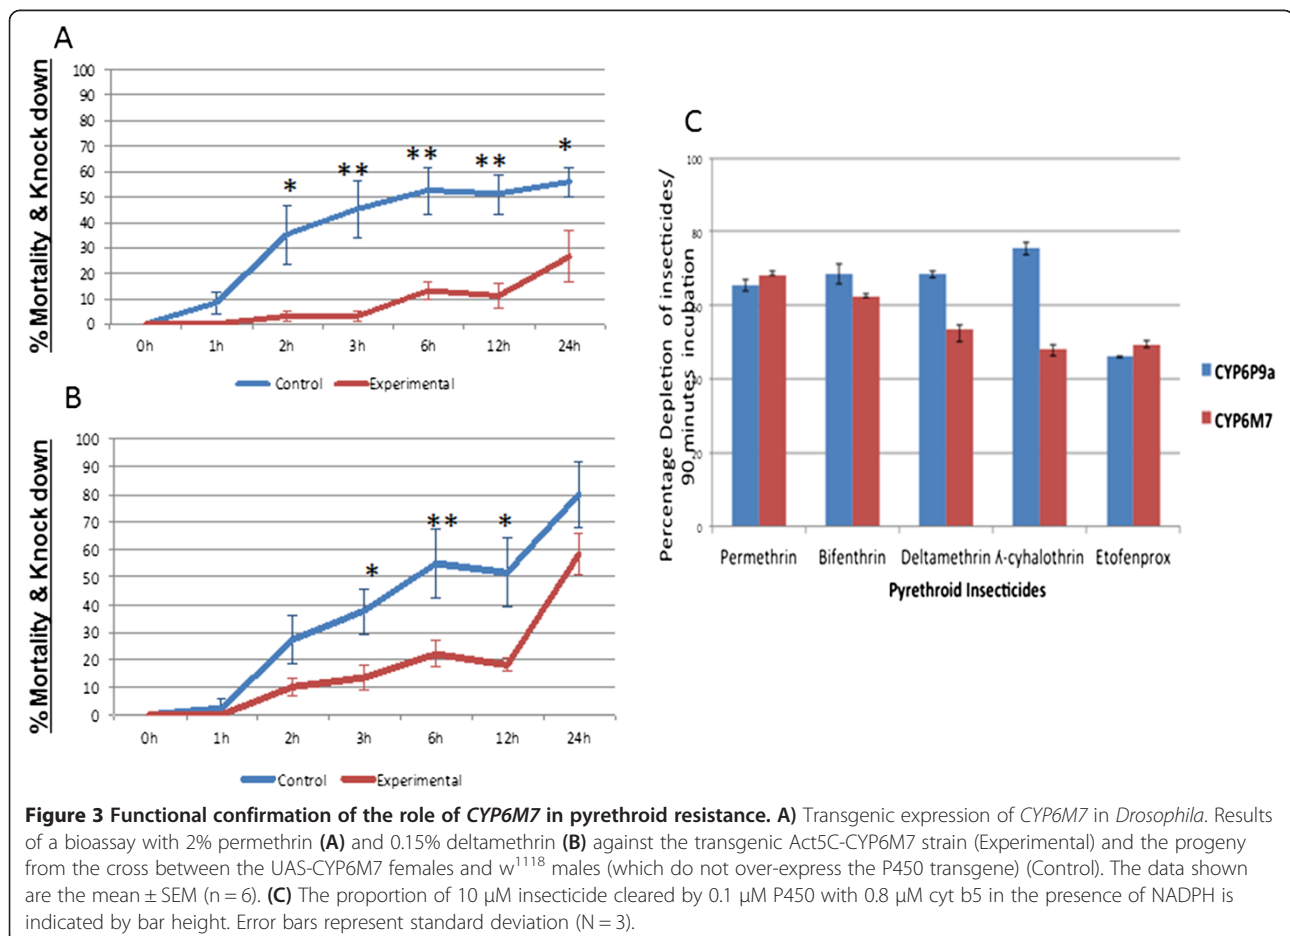 A
% Mortality & Knock down
100
90
80
70
60
50
40
30
20
10
0
* ** ** ** *
0h 1h 2h 3h 6h 12h 24h
Control Experimental
B
% Mortality & Knock down
100
90
80
70
60
50
40
30
20
10
0
* ** *
0h 1h 2h 3h 6h 12h 24h
Control Experimental
C
Percentage Depletion of insecticides/
90 minutes incubation
100
80
60
40
20
0
Permethrin Bifenthrin Deltamethrin λ-cyhalothrin Etofenprox
Pyrethroid Insecticides
CYP6P9a
CYP6M7
Figure 3 Functional confirmation of the role of CYP6M7 in pyrethroid resistance. A) Transgenic expression of CYP6M7 in Drosophila. Results
of a bioassay with 2% permethrin (A) and 0.15% deltamethrin (B) against the transgenic Act5C-CYP6M7 strain (Experimental) and the progeny
from the cross between the UAS-CYP6M7 females and w¹¹¹⁸ males (which do not over-express the P450 transgene) (Control). The data shown
are the mean ± SEM (n = 6). (C) The proportion of 10 μM insecticide cleared by 0.1 μM P450 with 0.8 μM cyt b5 in the presence of NADPH is
indicated by bar height. Error bars represent standard deviation (N = 3).